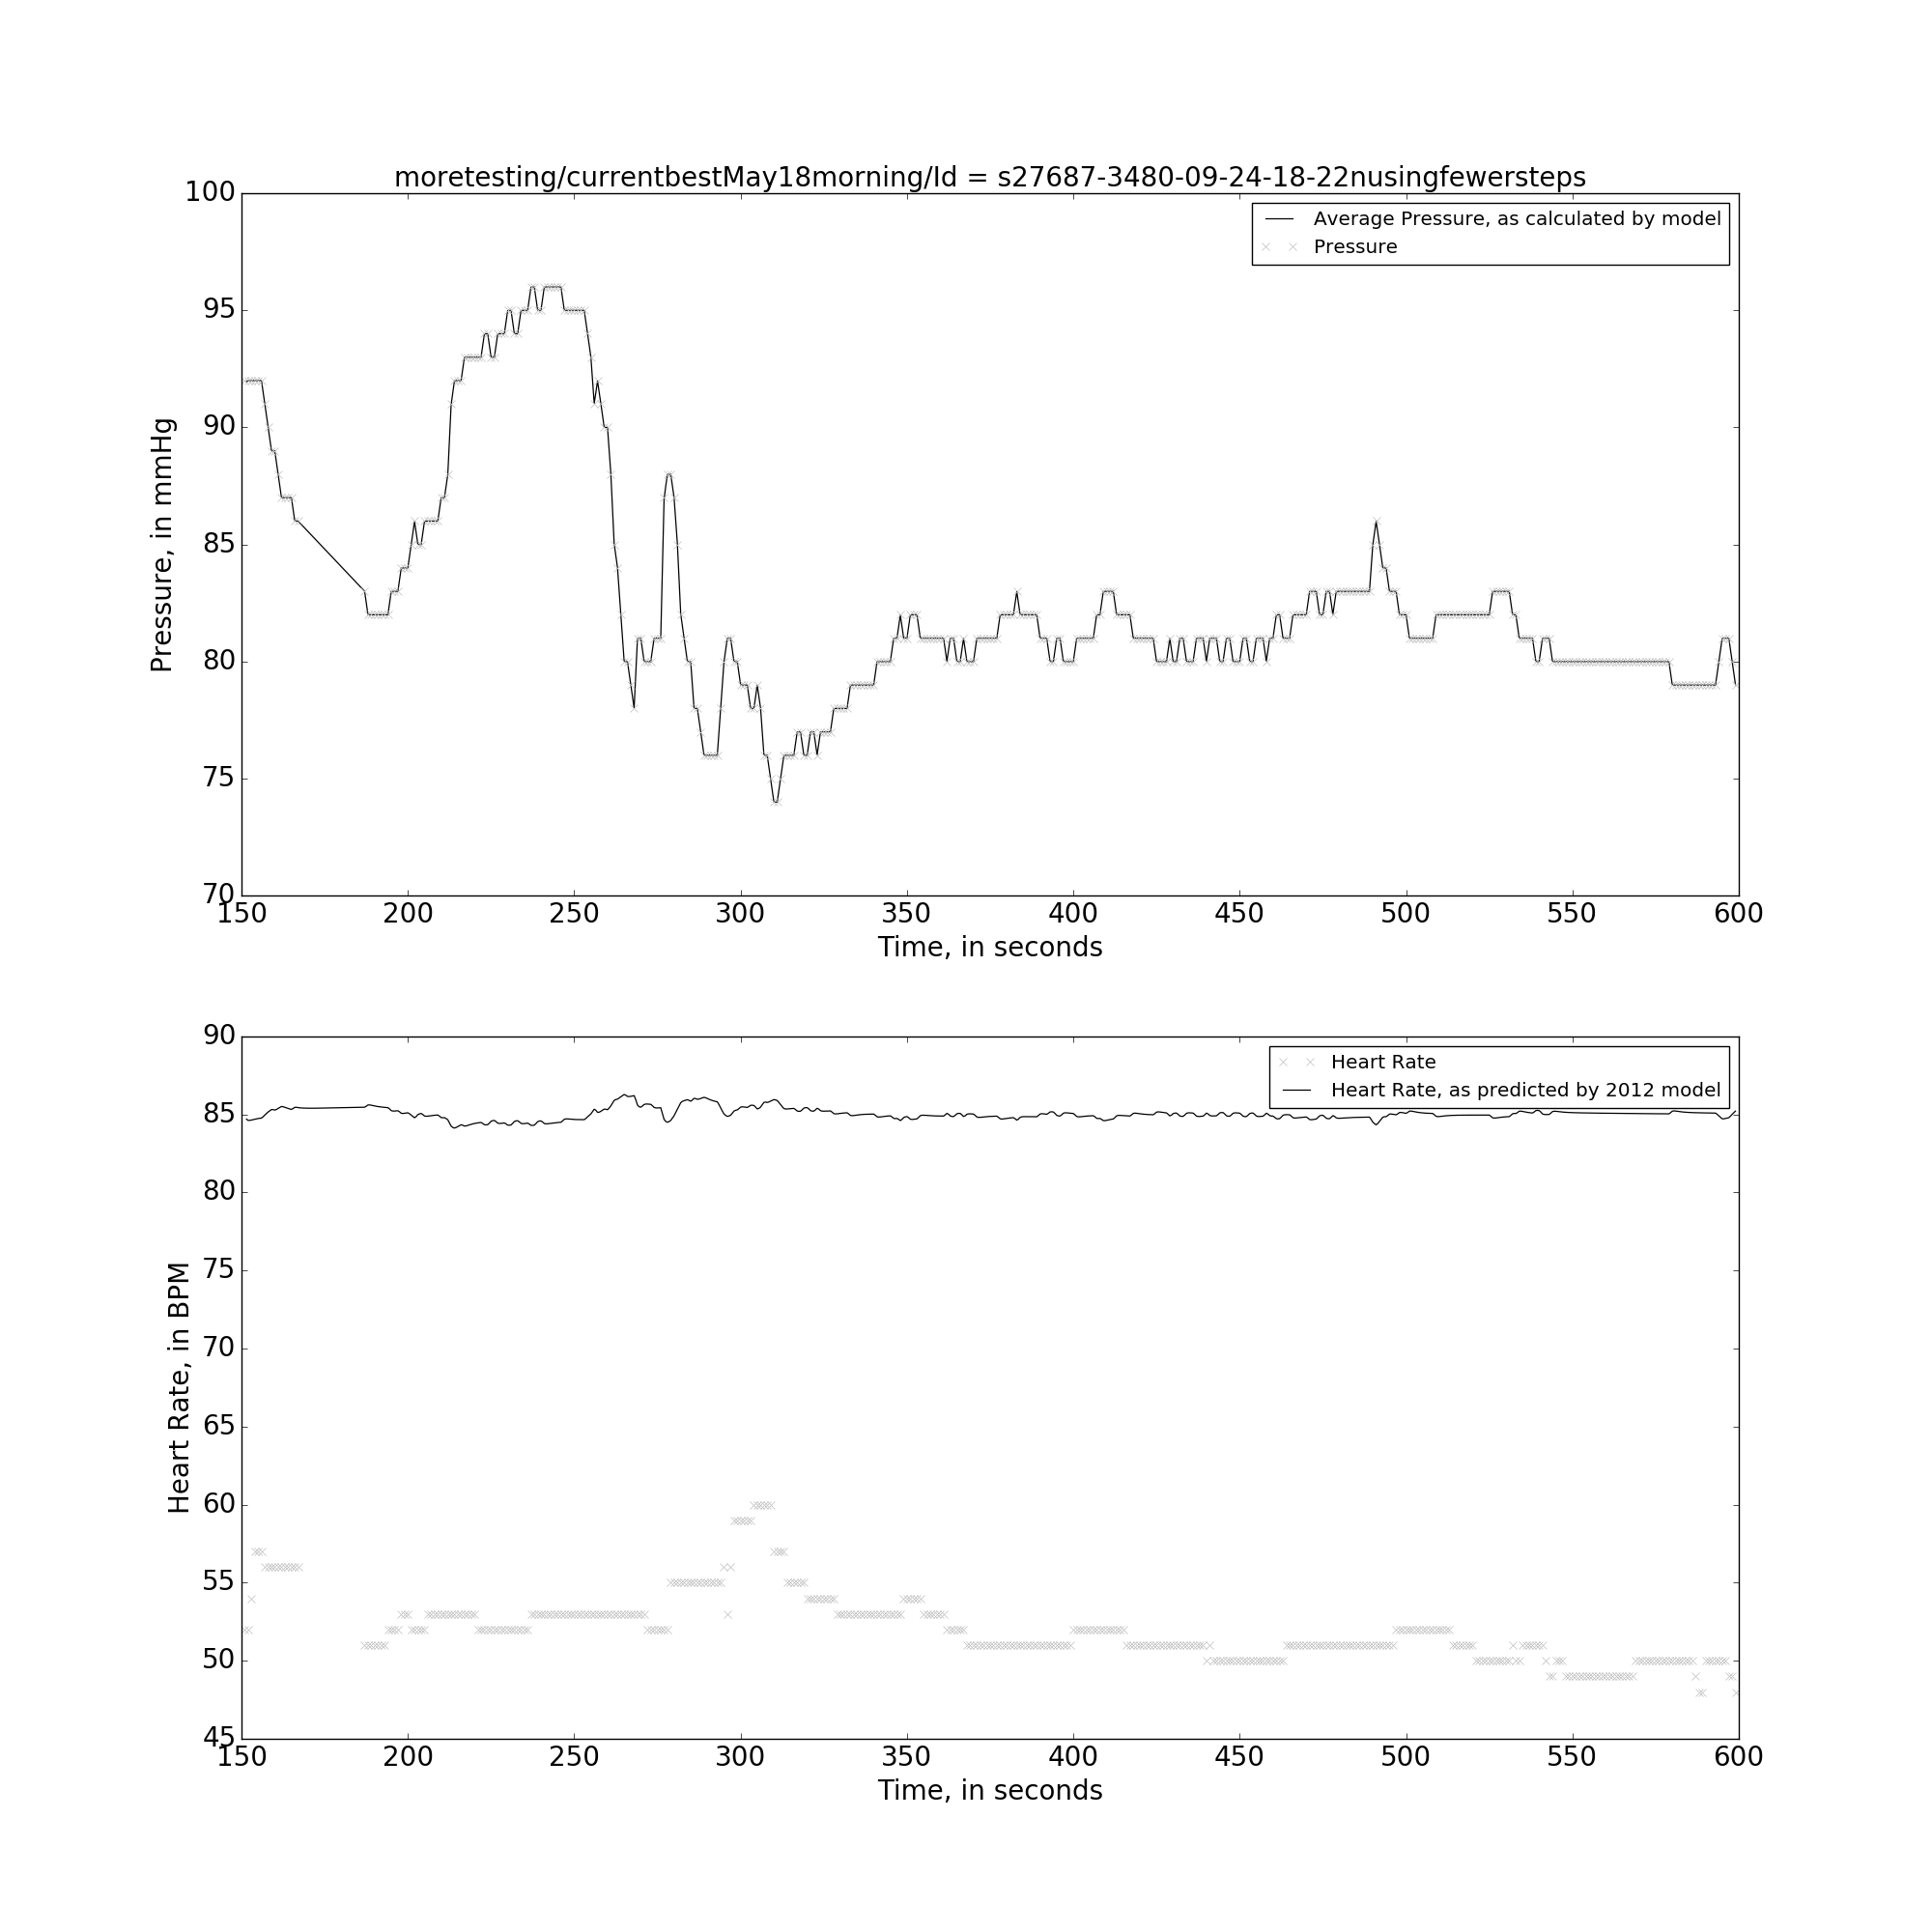 moretesting/currentbestMay18morning/Id = s27687-3480-09-24-18-22nusingfewersteps
100
95
90
85
80
75
70
Pressure, in mmHg
Average Pressure, as calculated by model
Pressure
150 200 250 300 350 400 450 500 550 600
Time, in seconds
90
85
80
75
70
65
60
55
50
45
Heart Rate, in BPM
Heart Rate
Heart Rate, as predicted by 2012 model
150 200 250 300 350 400 450 500 550 600
Time, in seconds